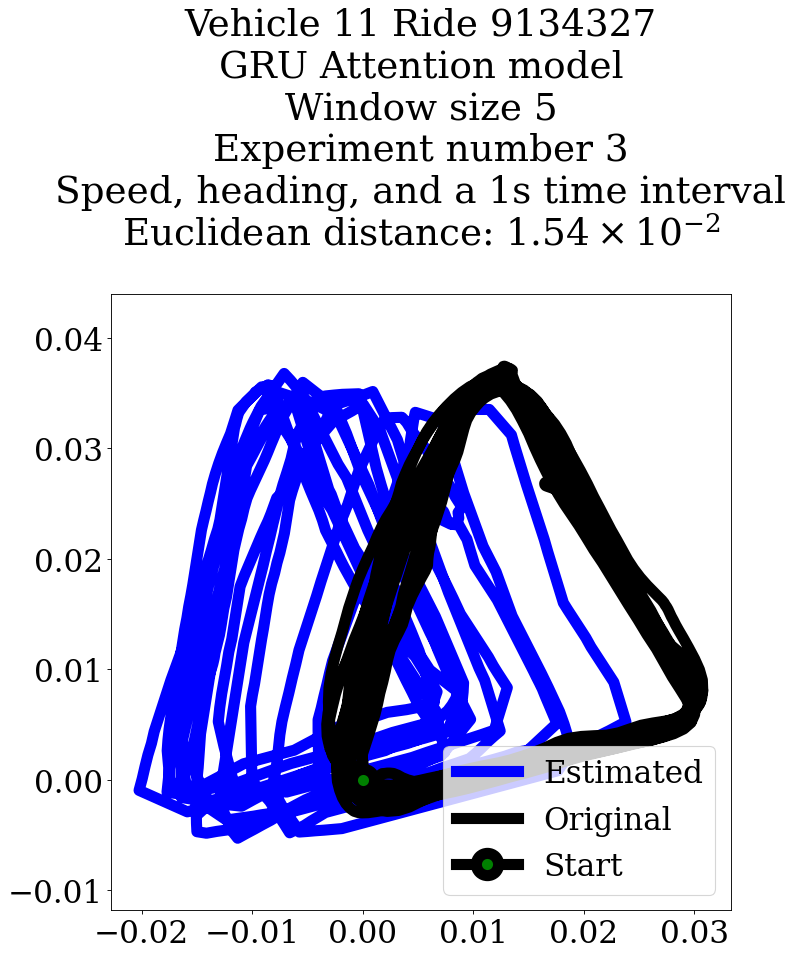 Vehicle 11 Ride 9134327
GRU Attention model
Window size 5
Experiment number 3
Speed, heading, and a 1s time interval
Euclidean distance: 1.54 × 10⁻²
0.04
0.03
0.02
0.01
0.00
−0.01
Estimated
Original
Start
−0.02 −0.01 0.00 0.01 0.02 0.03